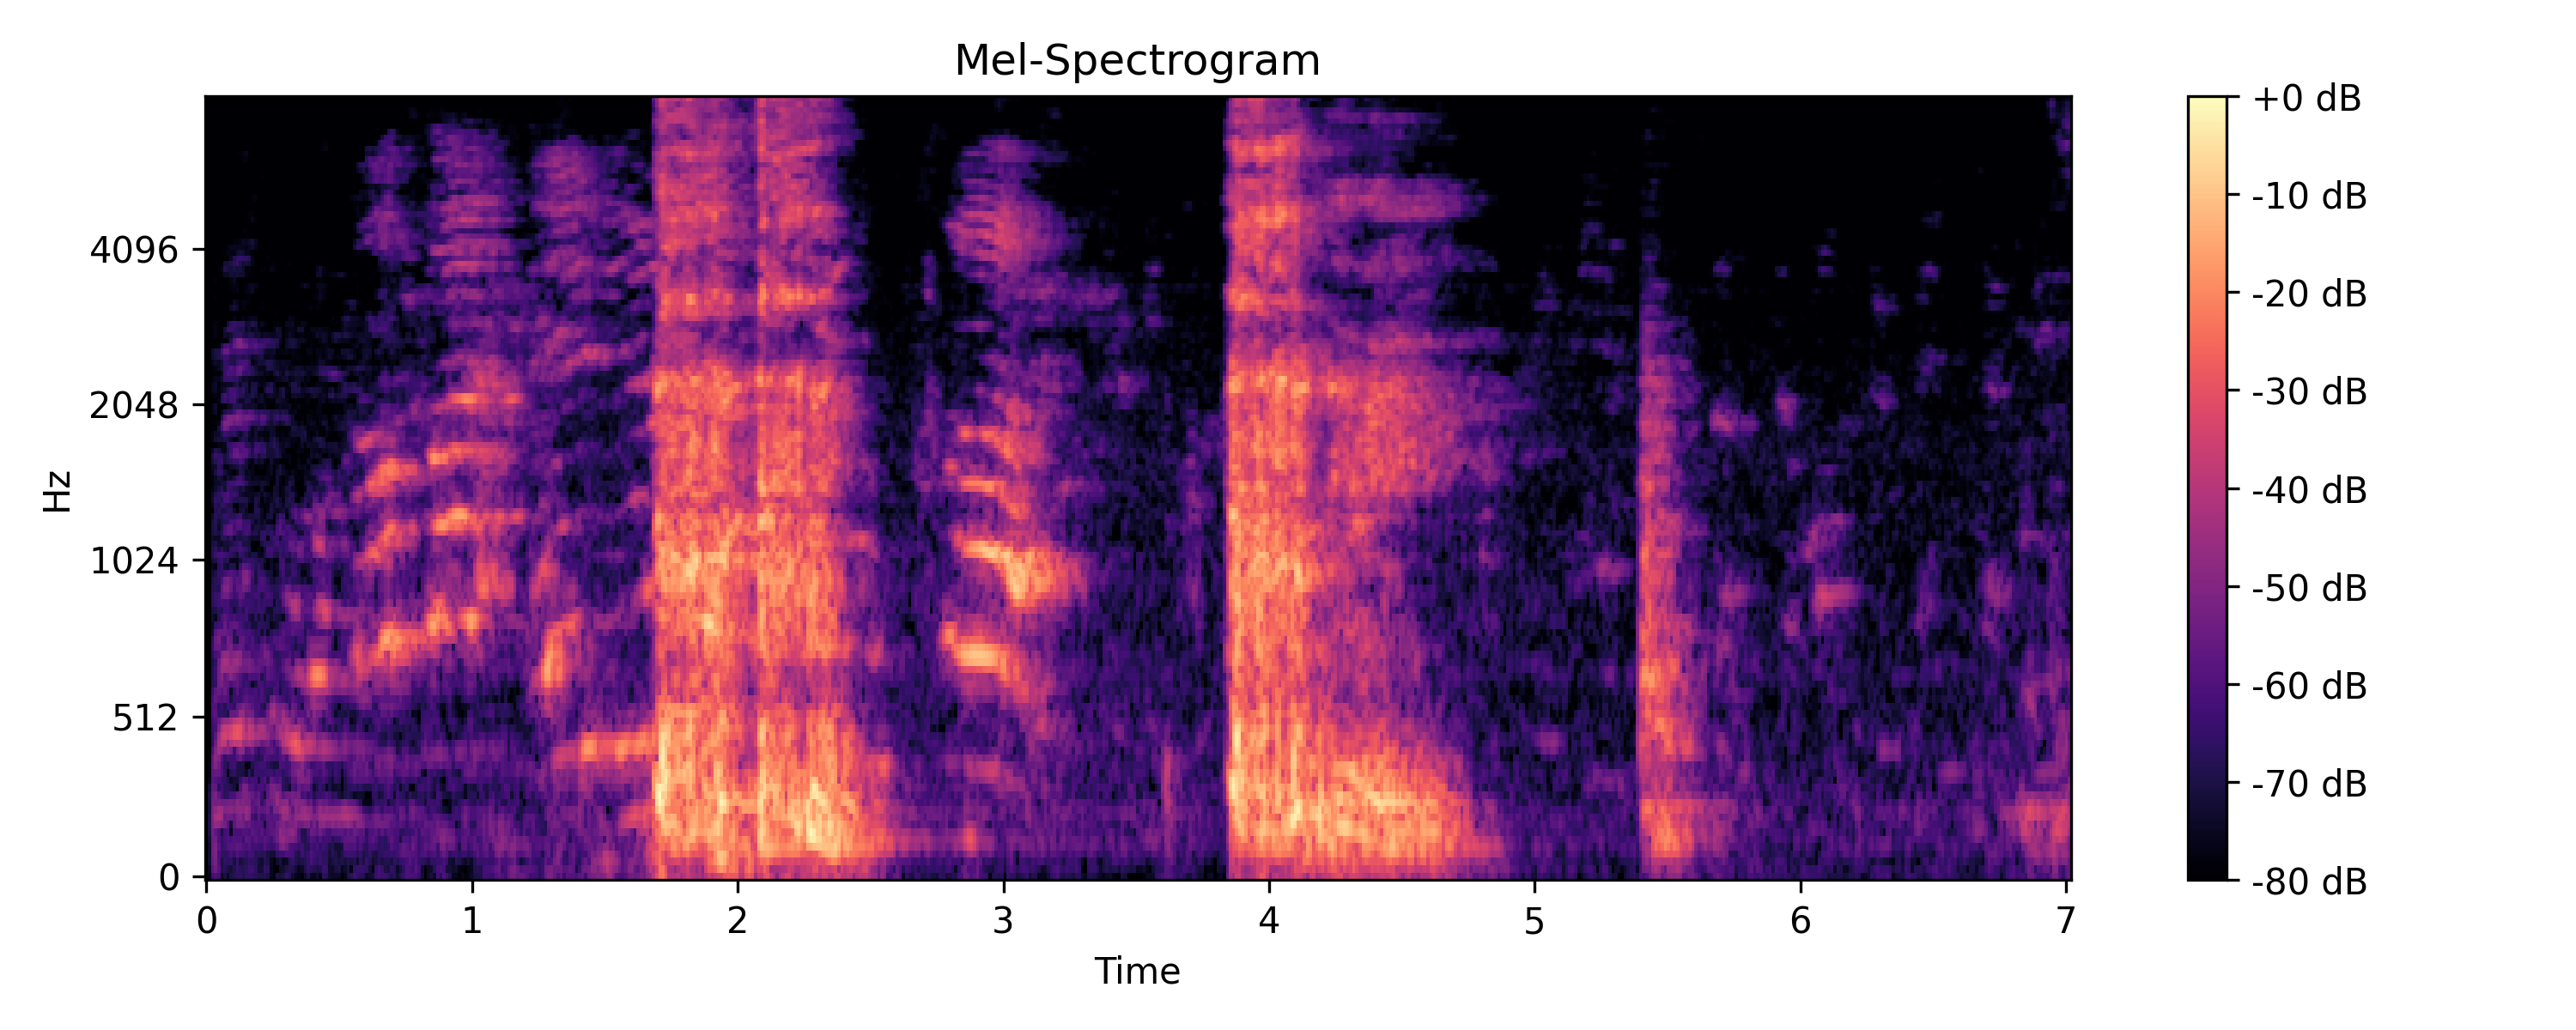 Mel-Spectrogram
+0 dB
-10 dB
-20 dB
-30 dB
-40 dB
-50 dB
-60 dB
-70 dB
-80 dB
4096
2048
1024
512
0
Hz
0 1 2 3 4 5 6 7
Time